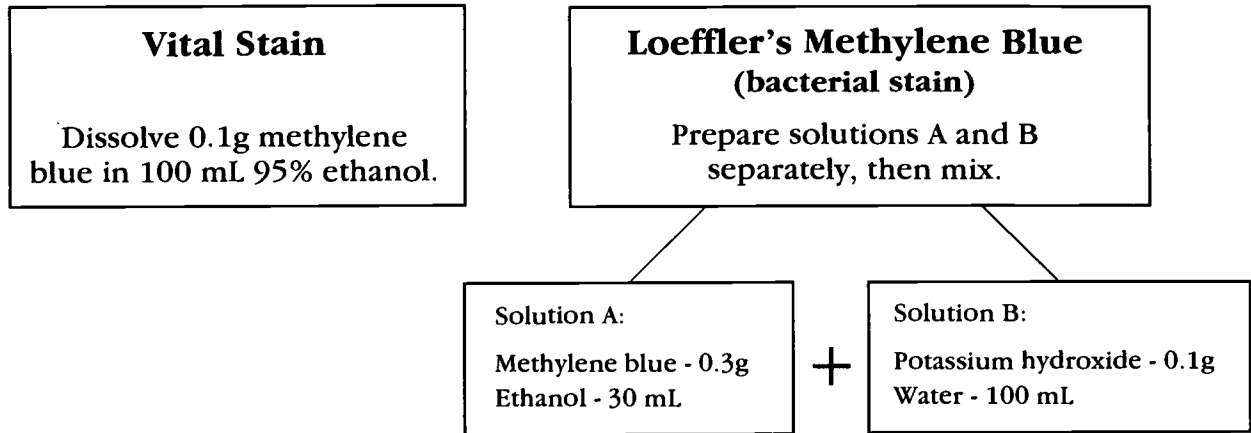 Vital Stain
Dissolve 0.1g methylene
blue in 100 mL 95% ethanol.
Loeffler's Methylene Blue
(bacterial stain)
Prepare solutions A and B
separately, then mix.
Solution A:
Methylene blue - 0.3g
Ethanol - 30 mL
+
Solution B:
Potassium hydroxide - 0.1g
Water - 100 mL